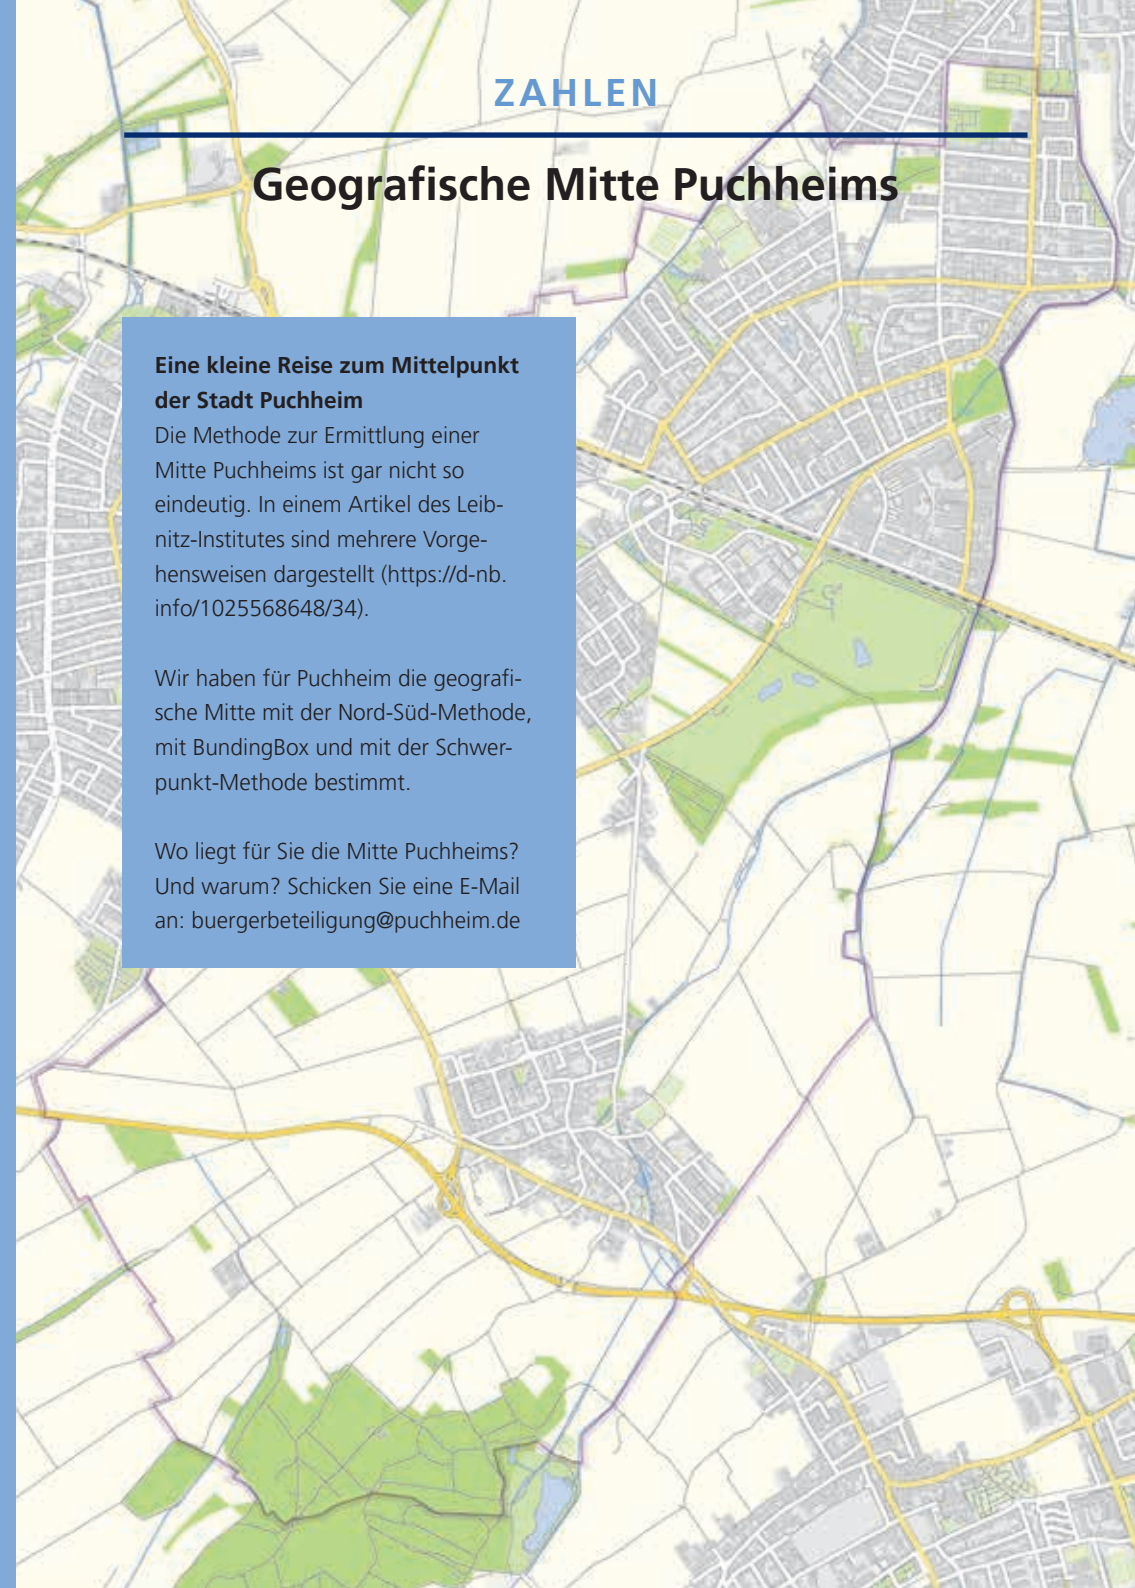 ZAHLEN
Geografische Mitte Puchheims
Eine kleine Reise zum Mittelpunkt
der Stadt Puchheim
Die Methode zur Ermittlung einer
Mitte Puchheims ist gar nicht so
eindeutig. In einem Artikel des Leib-
nitz-Institutes sind mehrere Vorge-
hensweisen dargestellt (https://d-nb.
info/1025568648/34).
Wir haben für Puchheim die geografi-
sche Mitte mit der Nord-Süd-Methode,
mit BundingBox und mit der Schwer-
punkt-Methode bestimmt.
Wo liegt für Sie die Mitte Puchheims?
Und warum? Schicken Sie eine E-Mail
an: buergerbeteiligung@puchheim.de